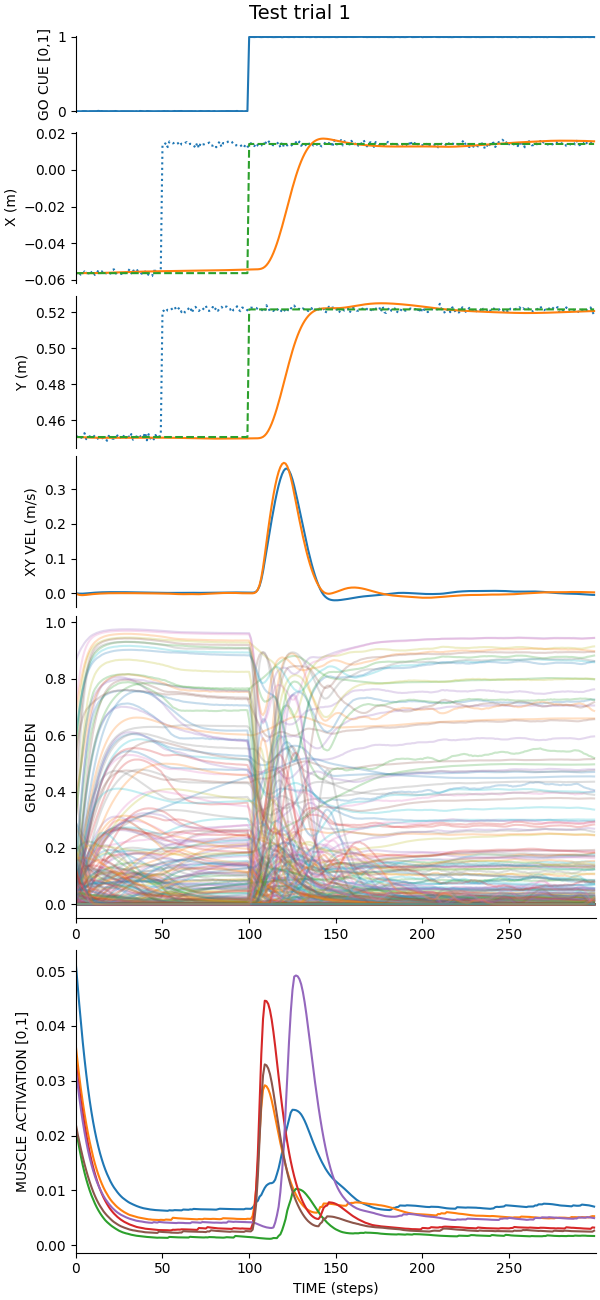 Test trial 1
GO CUE [0,1]
1
0
X (m)
0.02
0.00
−0.02
−0.04
−0.06
Y (m)
0.52
0.50
0.48
0.46
XY VEL (m/s)
0.3
0.2
0.1
0.0
GRU HIDDEN
1.0
0.8
0.6
0.4
0.2
0.0
0 50 100 150 200 250
MUSCLE ACTIVATION [0,1]
0.05
0.04
0.03
0.02
0.01
0.00
0 50 100 150 200 250
TIME (steps)